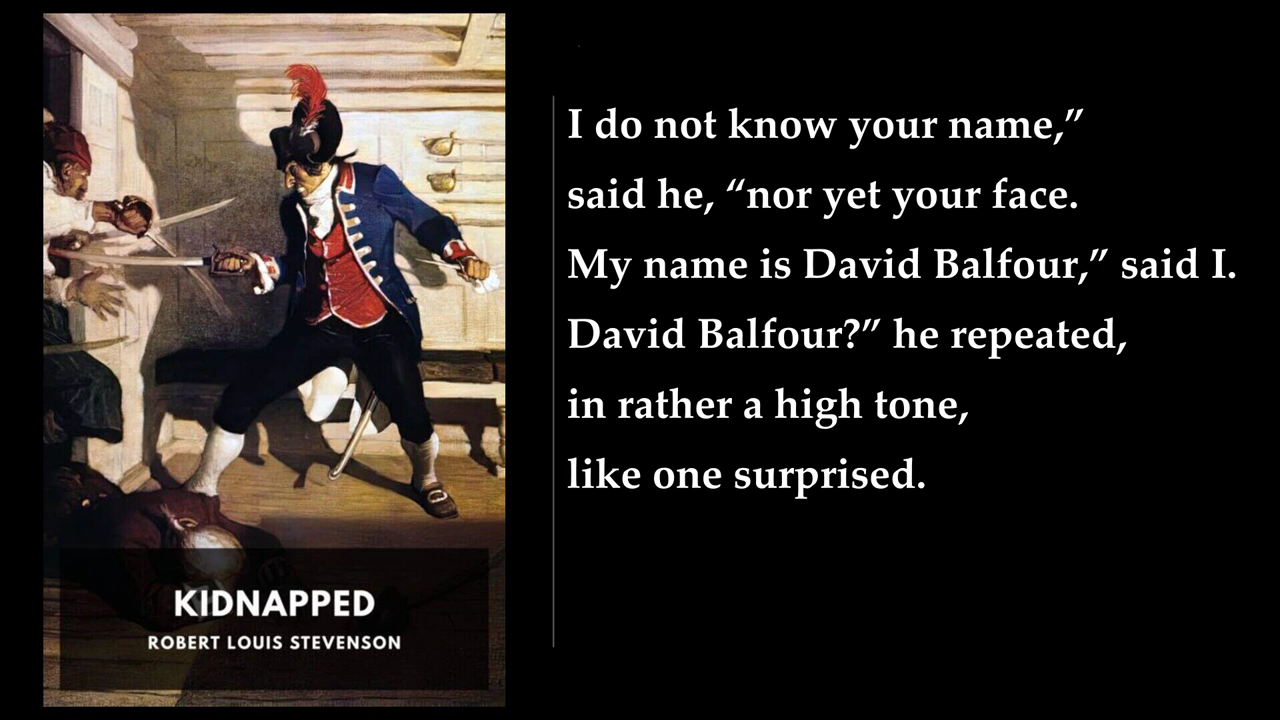 KIDNAPPED
ROBERT LOUIS STEVENSON
I do not know your name,”
said he, “nor yet your face.
My name is David Balfour,” said I.
David Balfour?” he repeated,
in rather a high tone,
like one surprised.